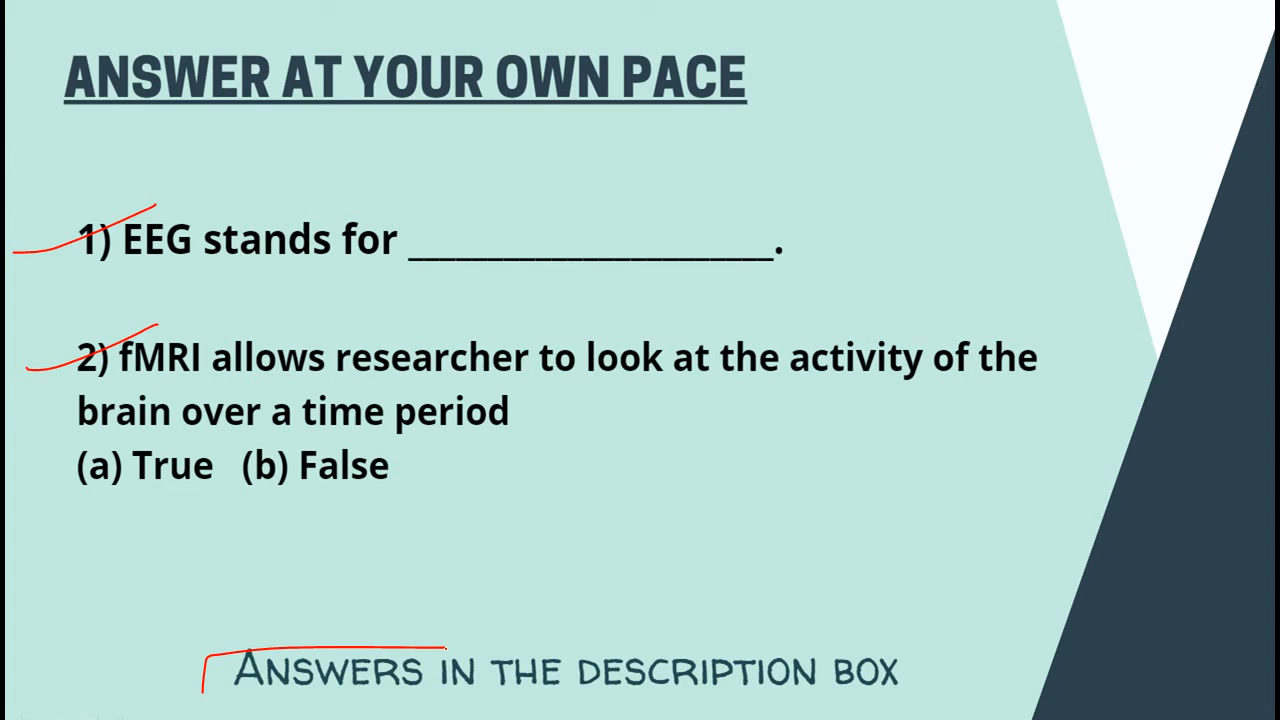 ANSWER AT YOUR OWN PACE
1) EEG stands for ______________________.
2) fMRI allows researcher to look at the activity of the
brain over a time period
(a) True (b) False
ANSWERS IN THE DESCRIPTION BOX